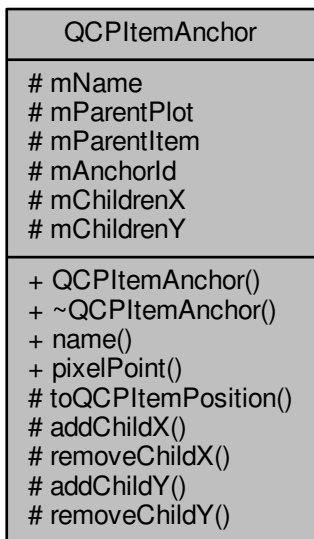 QCPItemAnchor
# mName
# mParentPlot
# mParentItem
# mAnchorId
# mChildrenX
# mChildrenY
+ QCPItemAnchor()
+ ~QCPItemAnchor()
+ name()
+ pixelPoint()
# toQCPItemPosition()
# addChildX()
# removeChildX()
# addChildY()
# removeChildY()